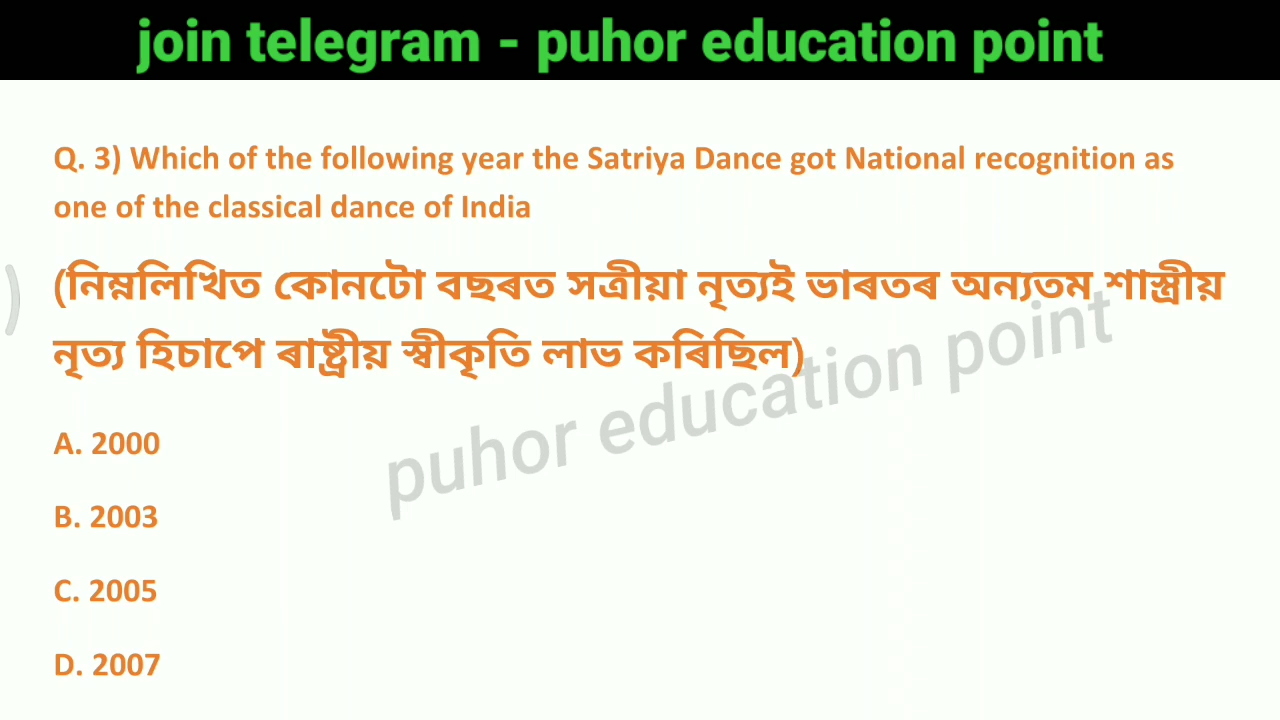 join telegram - puhor education point
Q. 3) Which of the following year the Satriya Dance got National recognition as
one of the classical dance of India
(নিম্নলিখিত কোনটো বছৰত সত্ৰীয়া নৃত্যই ভাৰতৰ অন্যতম শাস্ত্ৰীয়
নৃত্য হিচাপে ৰাষ্ট্ৰীয় স্বীকৃতি লাভ কৰিছিল)
puhor education point
A. 2000
B. 2003
C. 2005
D. 2007